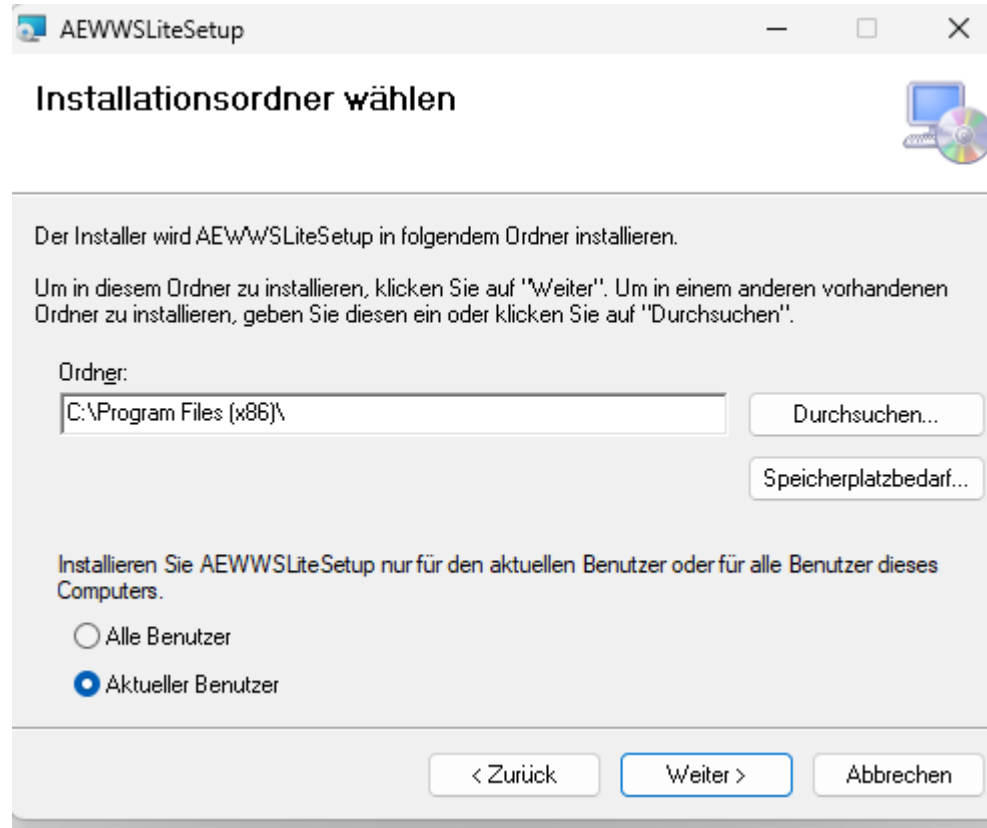 AEWWSLiteSetup
Installationsordner wählen
Der Installer wird AEWWSLiteSetup in folgendem Ordner installieren.
Um in diesem Ordner zu installieren, klicken Sie auf "Weiter". Um in einem anderen vorhandenen
Ordner zu installieren, geben Sie diesen ein oder klicken Sie auf "Durchsuchen".
Ordner:
C:\Program Files (x86)\
Durchsuchen...
Speicherplatzbedarf...
Installieren Sie AEWWSLiteSetup nur für den aktuellen Benutzer oder für alle Benutzer dieses
Computers.
Alle Benutzer
Aktueller Benutzer
< Zurück
Weiter >
Abbrechen